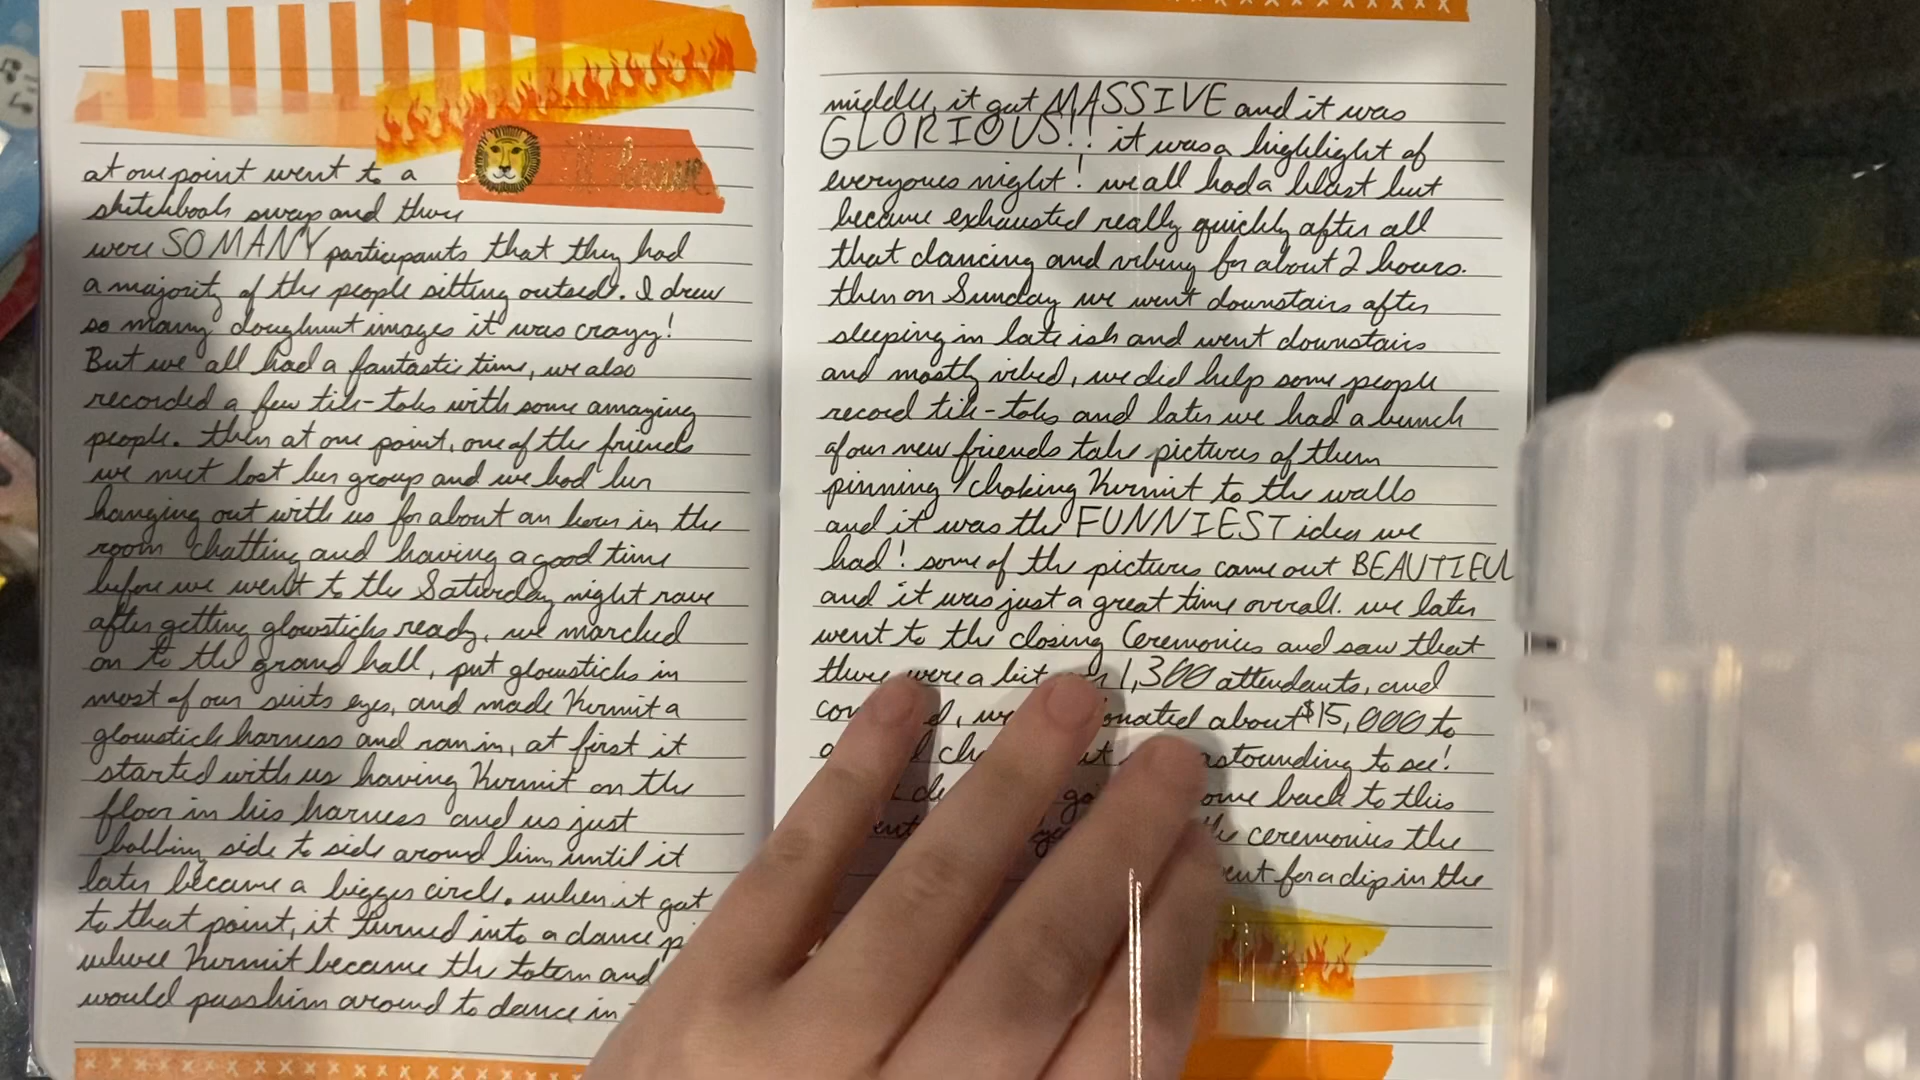 be brave
at one point went to a
sketchbook swap and there
were SO MANY participants that they had
a majority of the people sitting outside. I drew
so many doughnut images it was crazy!
But we all had a fantastic time, we also
recorded a few tik-toks with some amazing
people. then at one point, one of the friends
we met lost her group and we had her
hanging out with us for about an hour in the
room chatting and having a good time
before we went to the Saturday night rave
after getting glowsticks ready, we marched
on to the grand hall, put glowsticks in
most of our suits eyes, and made Kermit a
glowstick harness and ran in, at first it
started with us having Kermit on the
floor in his harness and us just
bobbing side to side around him until it
later became a bigger circle. when it got
to that point, it turned into a dance
where Kermit became the totem and
would pass him around to dance in
middle, it got MASSIVE and it was
GLORIOUS!! it was a highlight of
everyones night! we all had a blast but
became exhausted really quickly after all
that dancing and vibing for about 2 hours.
then on Sunday we went downstairs after
sleeping in late ish and went downstairs
and mostly vibed, we did help some people
record tik-toks and later we had a bunch
of our new friends take pictures of them
pinning/choking Kermit to the walls
and it was the FUNNIEST idea we
had! some of the pictures came out BEAUTIFUL
and it was just a great time overall. we later
went to the closing Ceremonies and saw that
there were a bit 1,300 attendants, and
about $15,000 to
astounding to see!
back to this
ceremonies the
for a dip in the